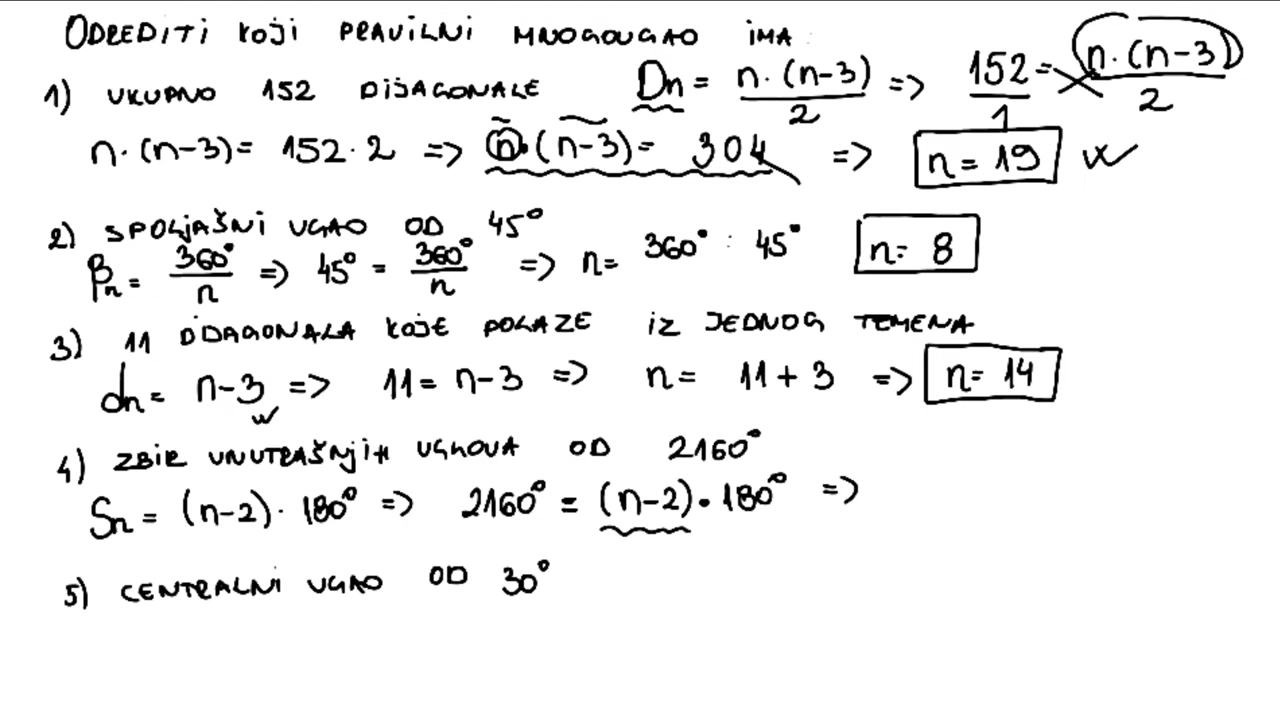 ODREDITI KOJI PRAVILNI MNOGOUGAO IMA:
1) UKUPNO 152 DIJAGONALE Dn = n·(n-3)/2 => 152/1 = n·(n-3)/2
n·(n-3) = 152·2 => n·(n-3) = 304 => n = 19
2) SPOLJAŠNI UGAO OD 45°
βn = 360°/n => 45° = 360°/n => n = 360° : 45° n = 8
3) 11 DIJAGONALA KOJE POLAZE IZ JEDNOG TEMENA
dn = n-3 => 11 = n-3 => n = 11+3 => n = 14
4) ZBIR UNUTRAŠNJIH UGLOVA OD 2160°
Sn = (n-2)·180° => 2160° = (n-2)·180° =>
5) CENTRALNI UGAO OD 30°